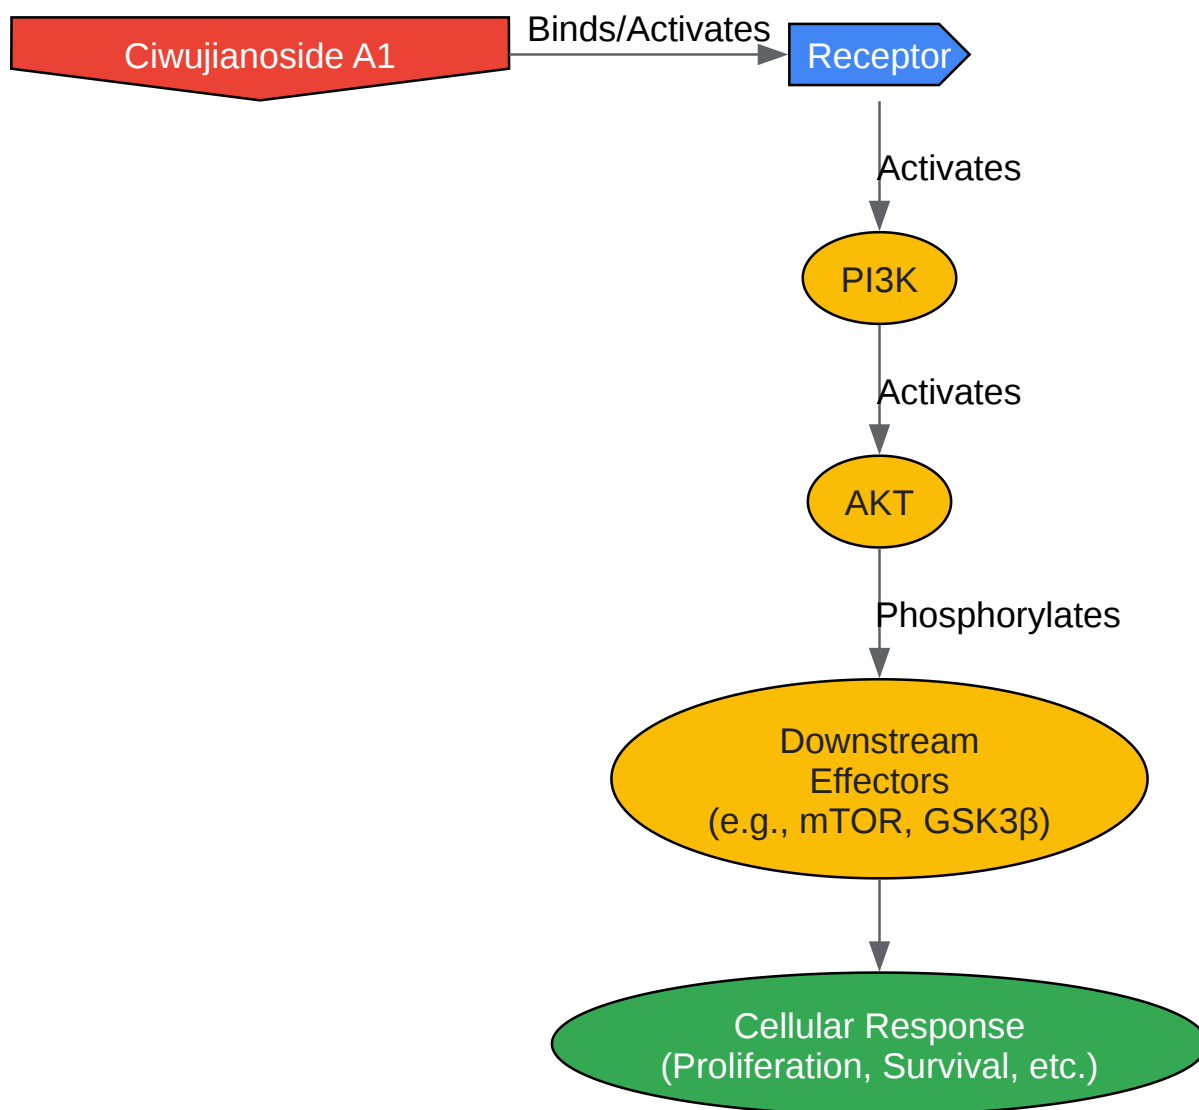 Ciwujianoside A1
Binds/Activates
Receptor
Activates
PI3K
Activates
AKT
Phosphorylates
Downstream
Effectors
(e.g., mTOR, GSK3β)
Cellular Response
(Proliferation, Survival, etc.)